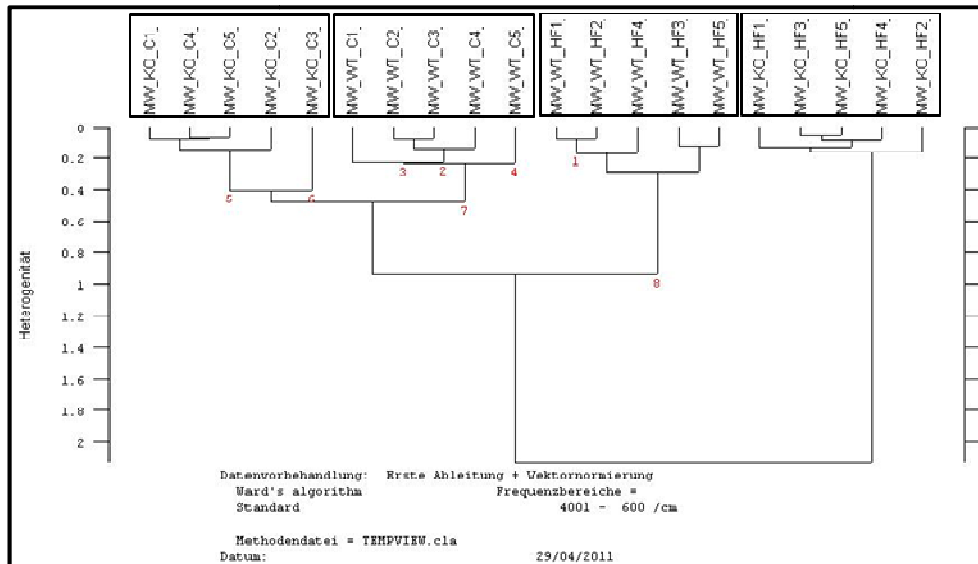 MW_KO_C1.
MW_KO_C4.
MW_KO_C5.
MW_KO_C2.
MW_KO_C3.
MW_WT_C1.
MW_WT_C2.
MW_WT_C3.
MW_WT_C4.
MW_WT_C5.
MW_WT_HF1.
MW_WT_HF2.
MW_WT_HF4.
MW_WT_HF3.
MW_WT_HF5.
MW_KO_HF1.
MW_KO_HF3.
MW_KO_HF5.
MW_KO_HF4.
MW_KO_HF2.
Heterogenität
0
0.2
0.4
0.6
0.8
1
1.2
1.4
1.6
1.8
2
1
3 2 4
5 6
7
8
Datenvorbehandlung: Erste Ableitung + Vektornormierung
Ward's algorithm Frequenzbereiche =
Standard 4001 - 600 /cm
Methodendatei = TEMPVIEW.cla
Datum: 29/04/2011